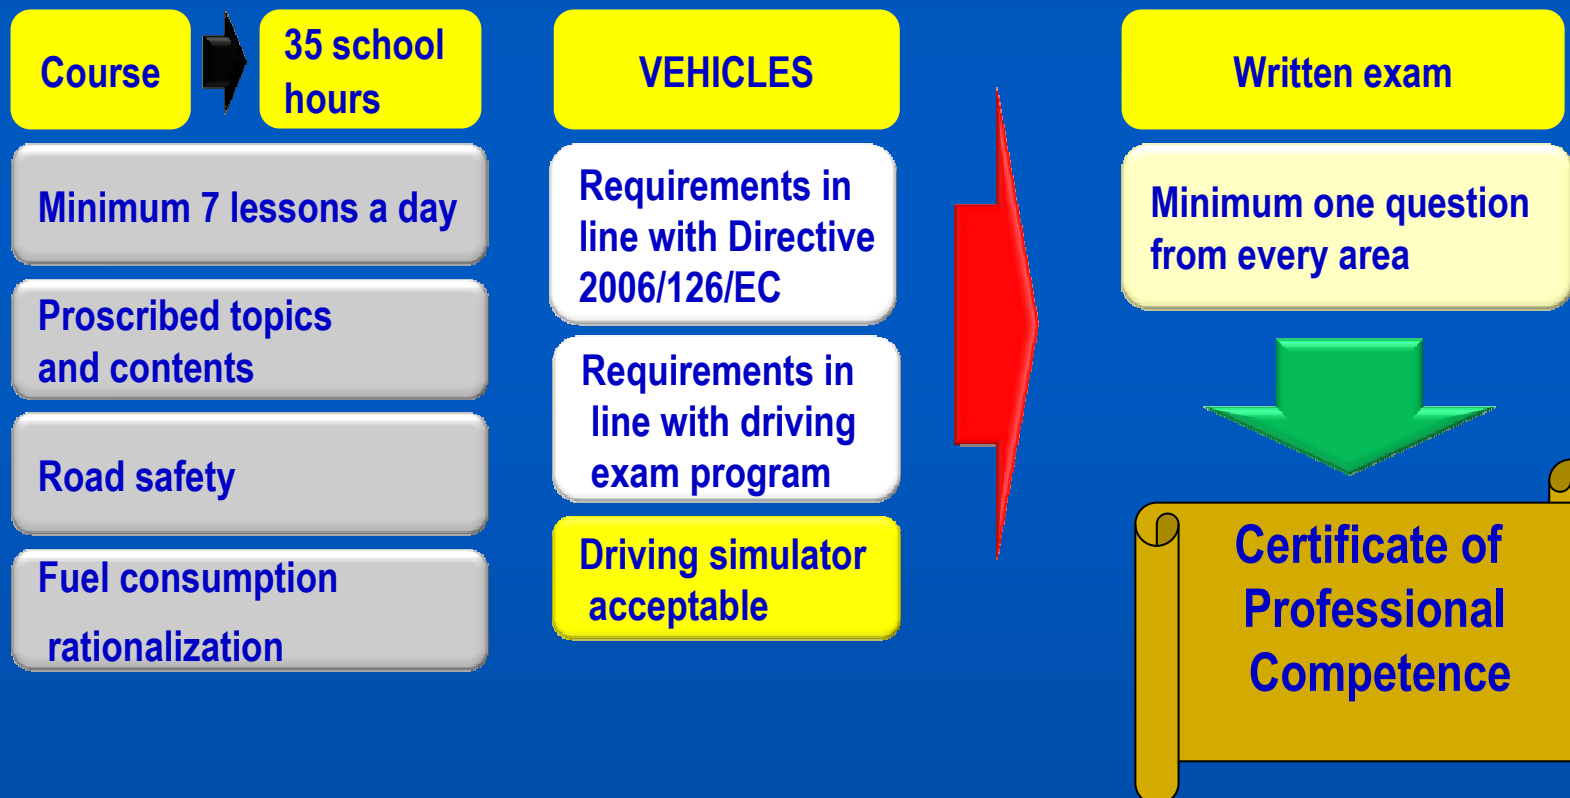 Course
35 school
hours
Minimum 7 lessons a day
Proscribed topics
and contents
Road safety
Fuel consumption
rationalization
VEHICLES
Requirements in
line with Directive
2006/126/EC
Requirements in
line with driving
exam program
Driving simulator
acceptable
Written exam
Minimum one question
from every area
Certificate of
Professional
Competence